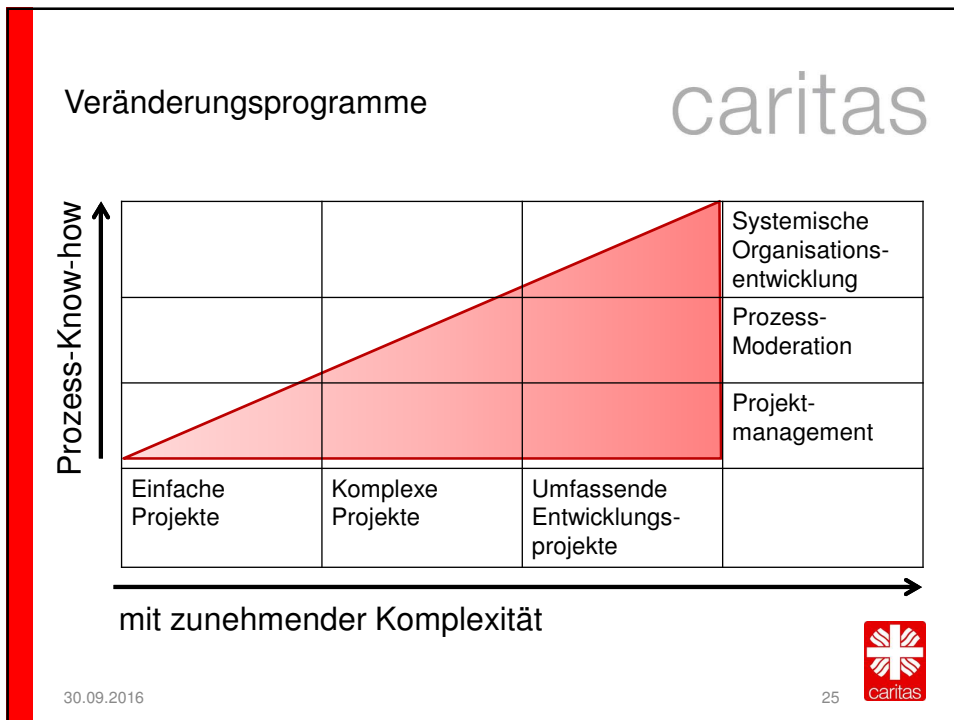 Veränderungsprogramme
caritas
Prozess-Know-how
Systemische
Organisations-
entwicklung
Prozess-
Moderation
Projekt-
management
Einfache
Projekte
Komplexe
Projekte
Umfassende
Entwicklungs-
projekte
mit zunehmender Komplexität
30.09.2016
25
caritas